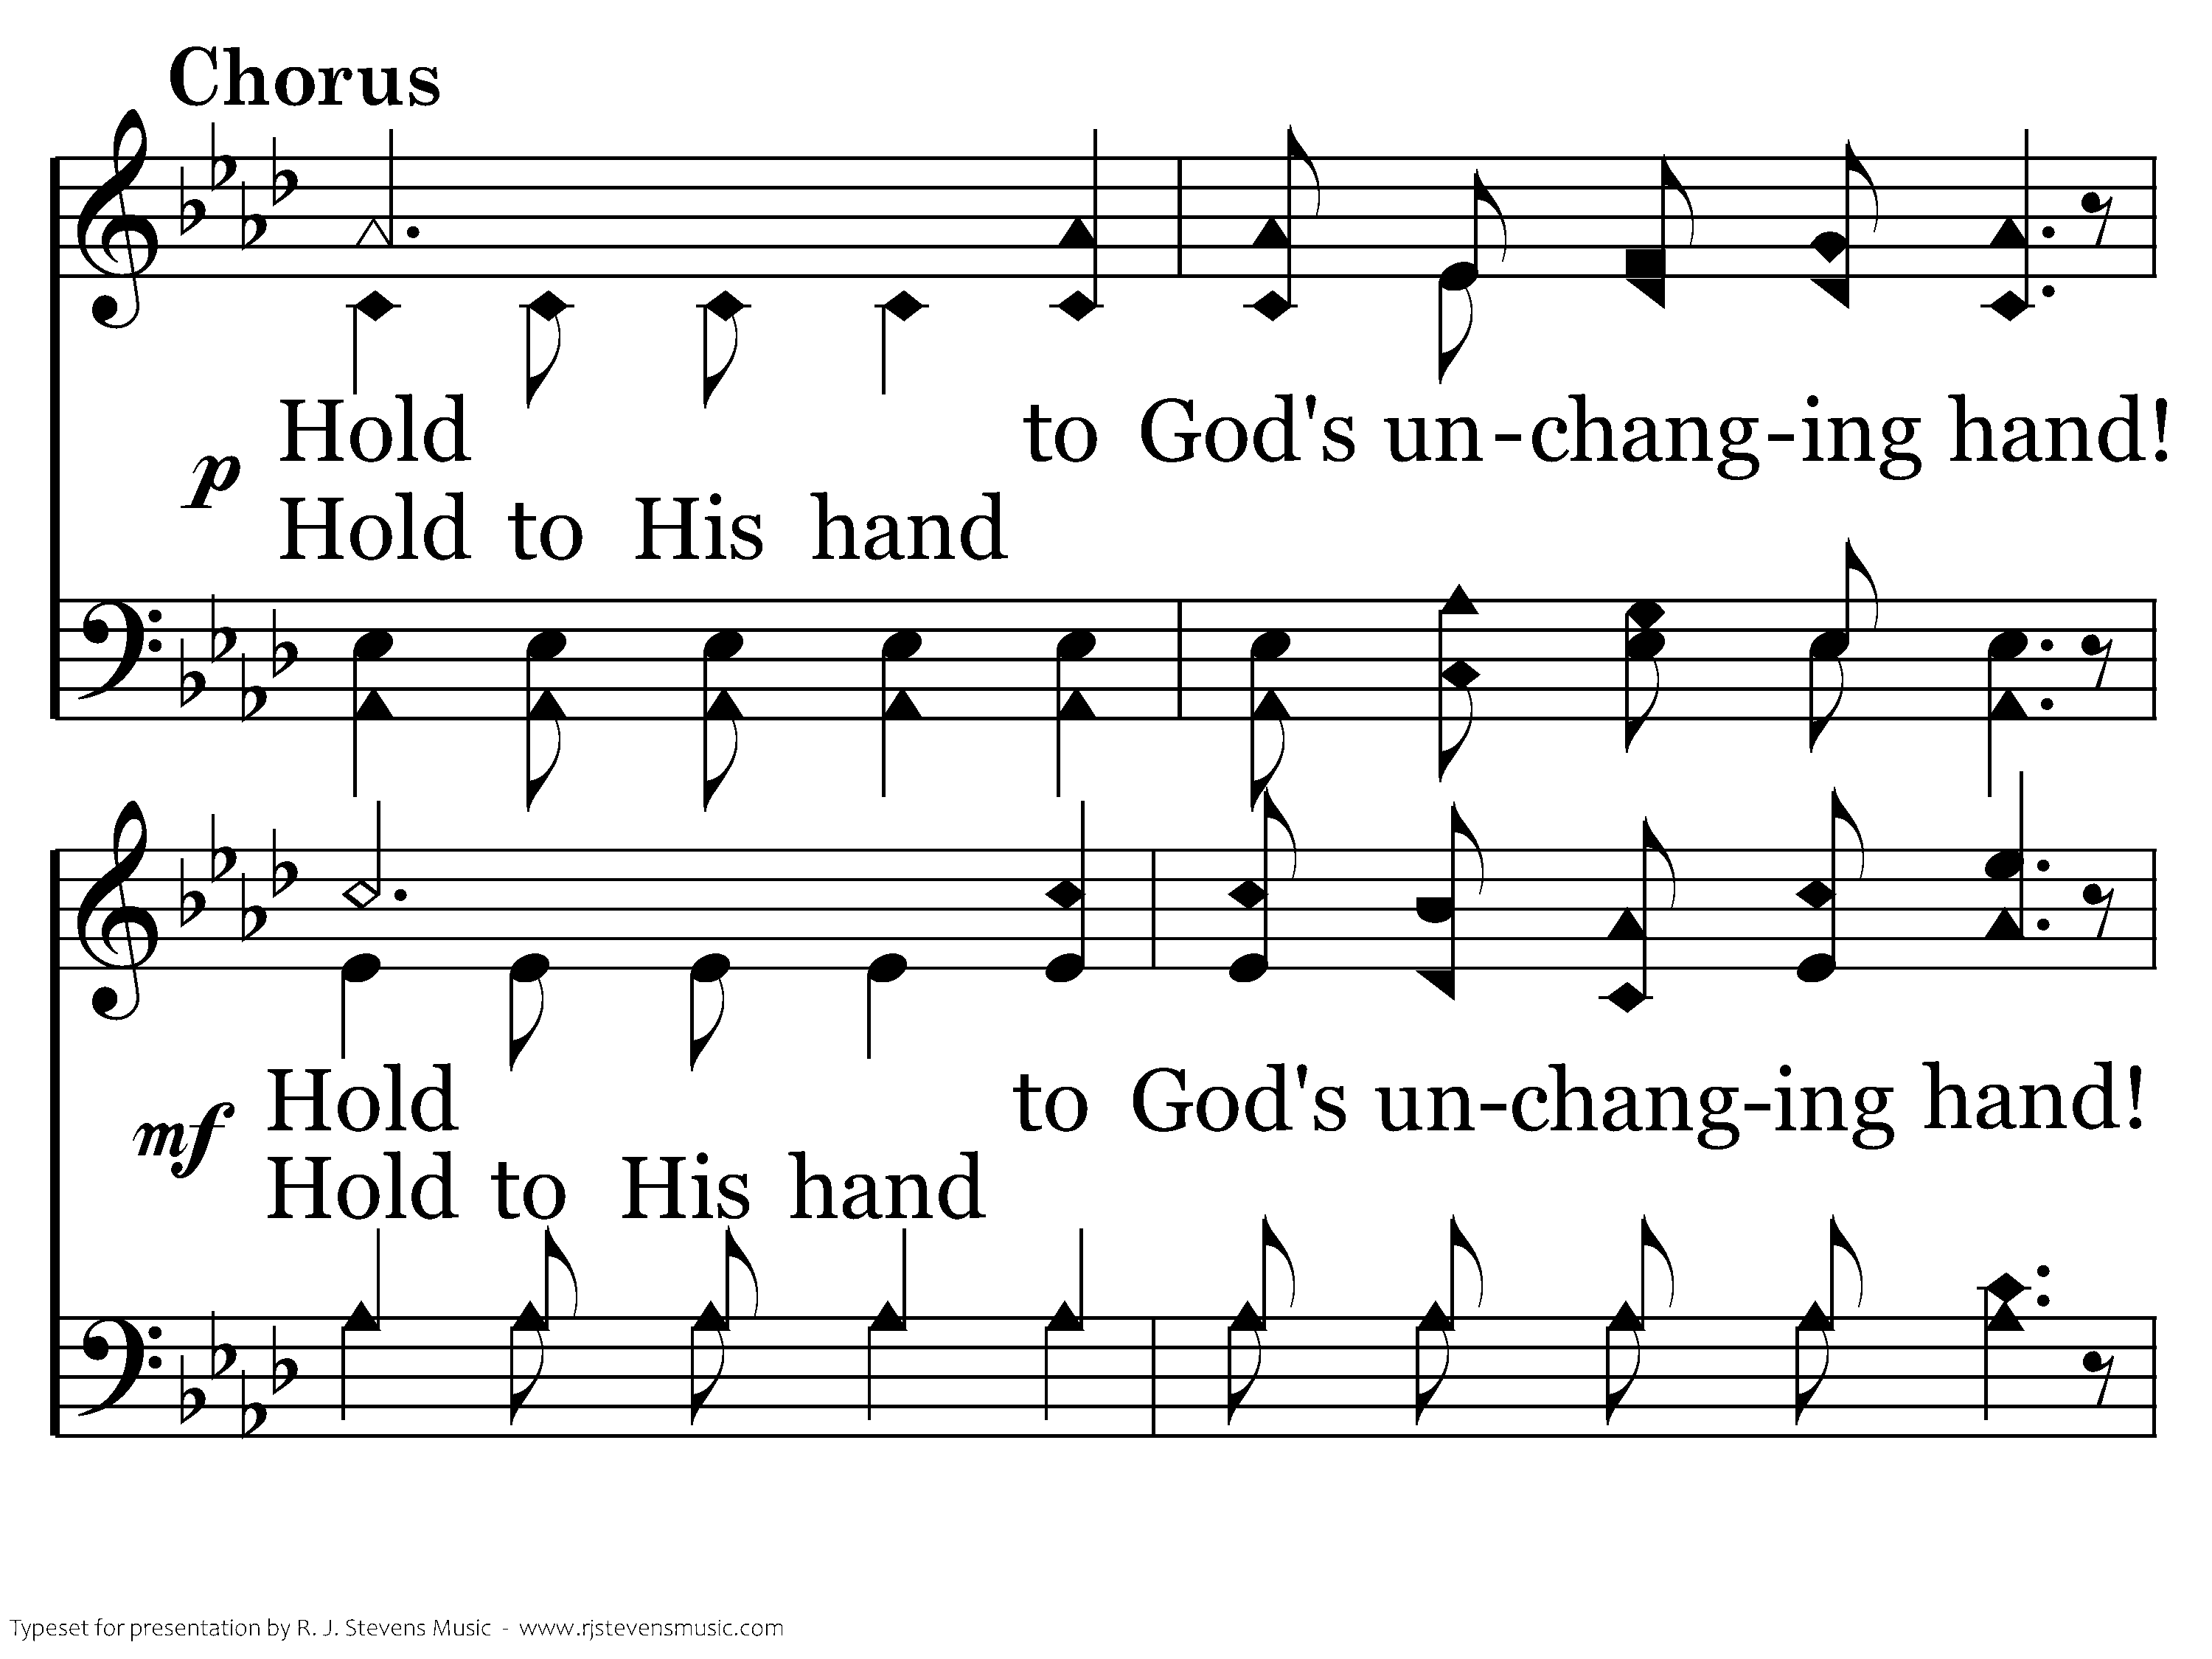 Chorus
Hold to God's un-chang-ing hand!
p
Hold to His hand
Hold to God's un-chang-ing hand!
mf
Hold to His hand
Typeset for presentation by R. J. Stevens Music - www.rjstevensmusic.com